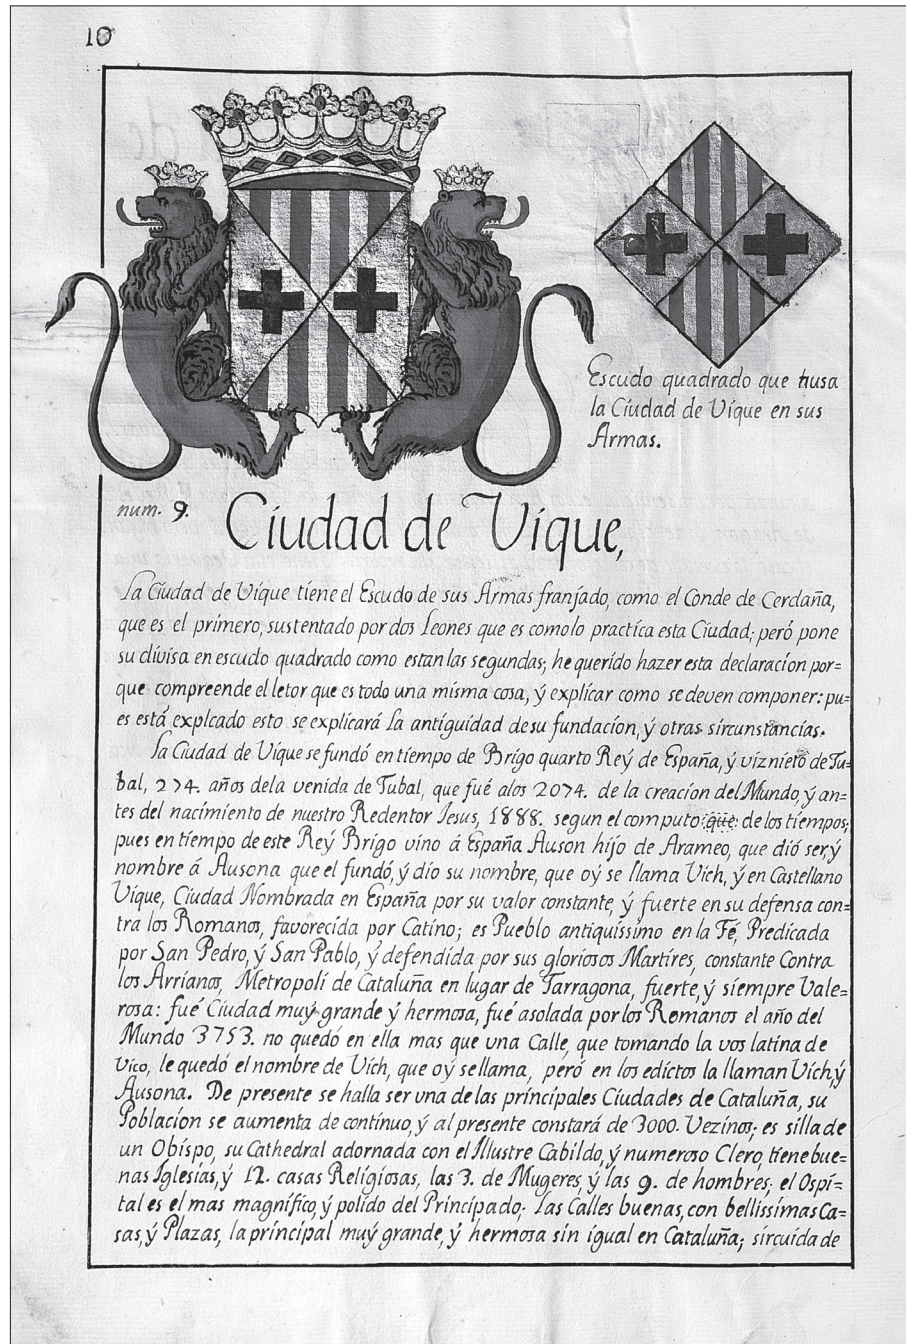 10
Escudo quadrado que husa
la Ciudad de Vique en sus
Armas.
num. 9. Ciudad de Vique,
La Ciudad de Vique tiene el Escudo de sus Armas franjado, como el Conde de Cerdaña,
que es el primero, sustentado por dos Leones que es comolo practica esta Ciudad; peró pone
su divisa en escudo quadrado como estan las segundas; he querido hazer esta declaracion por=
que compreende el letor que es todo una misma cosa, ÿ explicar como se deven componer: pu=
es está explcado esto se explicará la antiguidad de su fundacion, ÿ otras sircunstancias.
La Ciudad de Vique se fundó en tiempo de Brigo quarto Reÿ de España, ÿ viznieto de Tu=
bal, 274. años dela venida de Tubal, que fué alos 2074. de la creacion del Mundo, ÿ an=
tes del nacimiento de nuestro Redentor Iesus, 1888. segun el computo que de los tiempos;
pues en tiempo de este Reÿ Brigo vino á España Auson hijo de Arameo, que dió ser, ÿ
nombre á Ausona que el fundó, ÿ dio su nombre, que oÿ se llama Vich, ÿ en Castellano
Vique, Ciudad Nombrada en España por su valor constante, ÿ fuerte en su defensa con=
tra los Romanos, favorecida por Catino; es Pueblo antiquissimo en la Fé, Predicada
por San Pedro, ÿ San Pablo, ÿ defendida por sus gloriosos Martires, constante Contra
los Arrianos, Metropoli de Cataluña en lugar de Tarragona, fuerte, ÿ siempre Vale=
rosa: fué Ciudad muÿ grande ÿ hermosa, fué asolada por los Romanos el año del
Mundo 3753. no quedó en ella mas que una Calle, que tomando la vos latina de
Vico, le quedó el nombre de Vich, que oÿ sellama, peró en los edictos la llaman Vich, ÿ
Ausona. De presente se halla ser una de las principales Ciudades de Cataluña, su
Poblacion se aumenta de continuo, ÿ al presente constará de 3000. Vezinos; es silla de
un Obispo, su Cathedral adornada con el Illustre Cabildo, ÿ numeroso Clero, tiene bue=
nas Iglesias, ÿ 12. casas Religiosas, las 3. de Mugeres, ÿ las 9. de hombres; el Ospi=
tal es el mas magnifico, ÿ polido del Principado; las Calles buenas, con bellissimas Ca=
sas, ÿ Plazas, la principal muÿ grande, ÿ hermosa sin igual en Cataluña; sircuida de